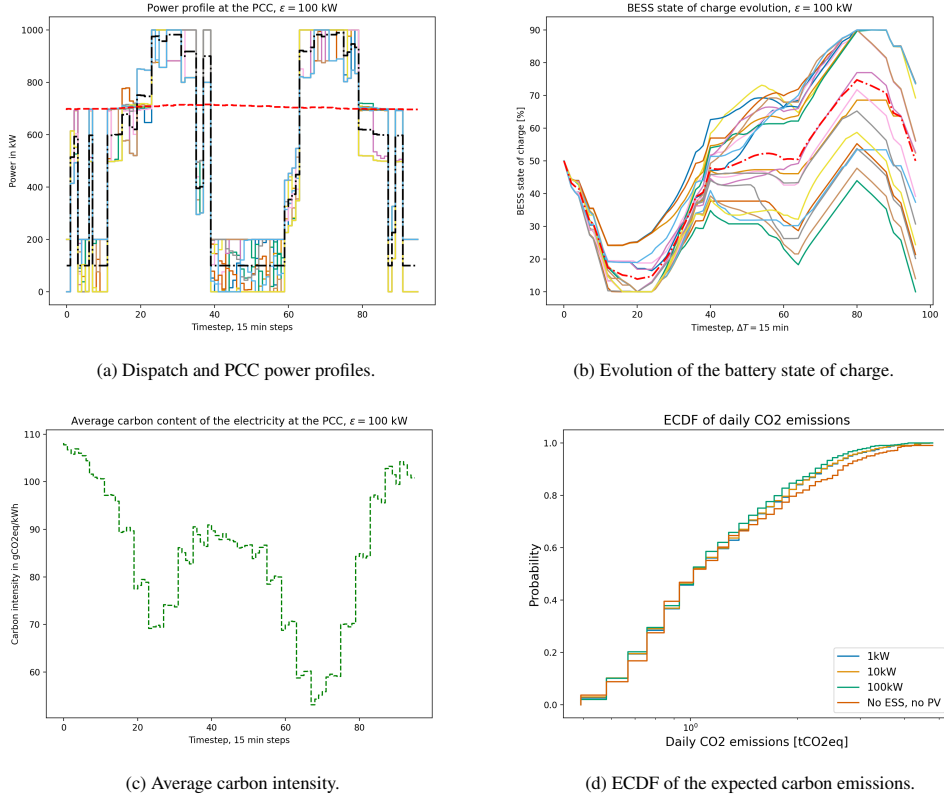 Power profile at the PCC, ε = 100 kW
Power in kW
1000
800
600
400
200
0
0 20 40 60 80
Timestep, 15 min steps
(a) Dispatch and PCC power profiles.
BESS state of charge evolution, ε = 100 kW
BESS state of charge [%]
90
80
70
60
50
40
30
20
10
0 20 40 60 80 100
Timestep, ΔT = 15 min
(b) Evolution of the battery state of charge.
Average carbon content of the electricity at the PCC, ε = 100 kW
Carbon intensity in gCO2eq/kWh
110
100
90
80
70
60
0 20 40 60 80
Timestep, 15 min steps
(c) Average carbon intensity.
ECDF of daily CO2 emissions
Probability
1.0
0.8
0.6
0.4
0.2
0.0
1kW
10kW
100kW
No ESS, no PV
10⁰
Daily CO2 emissions [tCO2eq]
(d) ECDF of the expected carbon emissions.